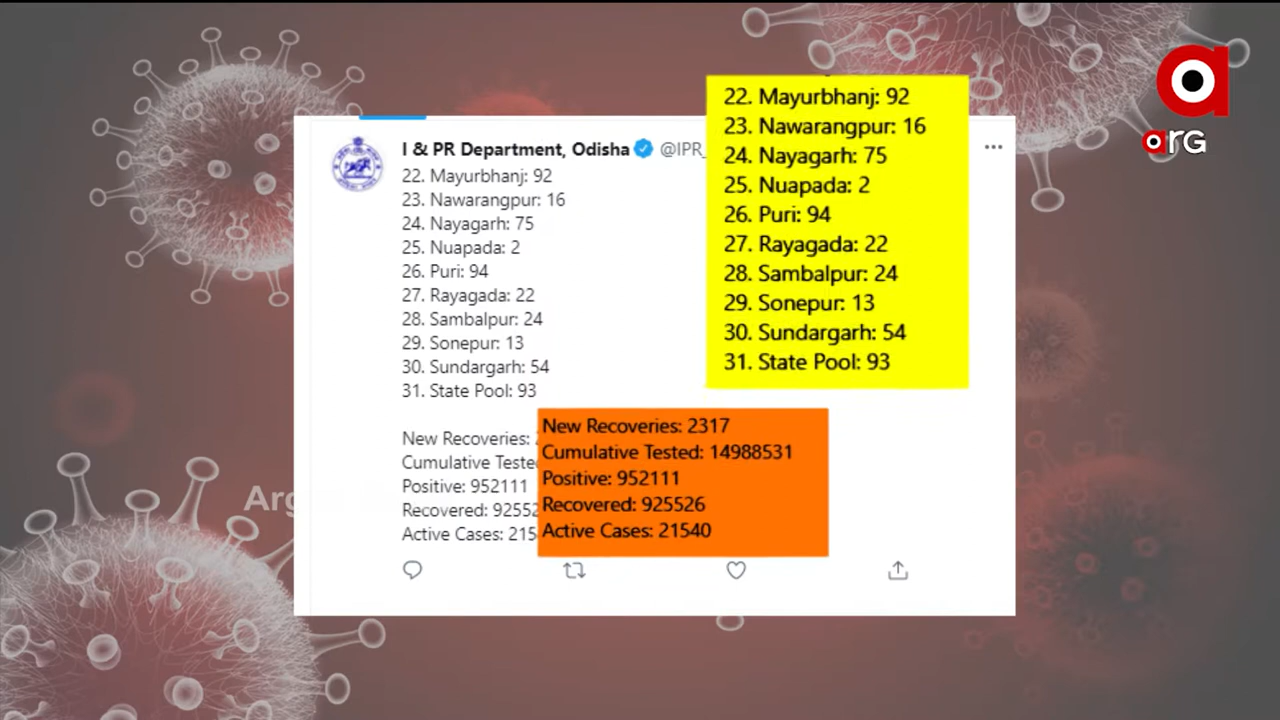 I & PR Department, Odisha @IPR_
22. Mayurbhanj: 92
23. Nawarangpur: 16
24. Nayagarh: 75
25. Nuapada: 2
26. Puri: 94
27. Rayagada: 22
28. Sambalpur: 24
29. Sonepur: 13
30. Sundargarh: 54
31. State Pool: 93
New Recoveries:
Cumulative Teste
Positive: 952111
Recovered: 92552
Active Cases: 215
22. Mayurbhanj: 92
23. Nawarangpur: 16
24. Nayagarh: 75
25. Nuapada: 2
26. Puri: 94
27. Rayagada: 22
28. Sambalpur: 24
29. Sonepur: 13
30. Sundargarh: 54
31. State Pool: 93
New Recoveries: 2317
Cumulative Tested: 14988531
Positive: 952111
Recovered: 925526
Active Cases: 21540
a
arG